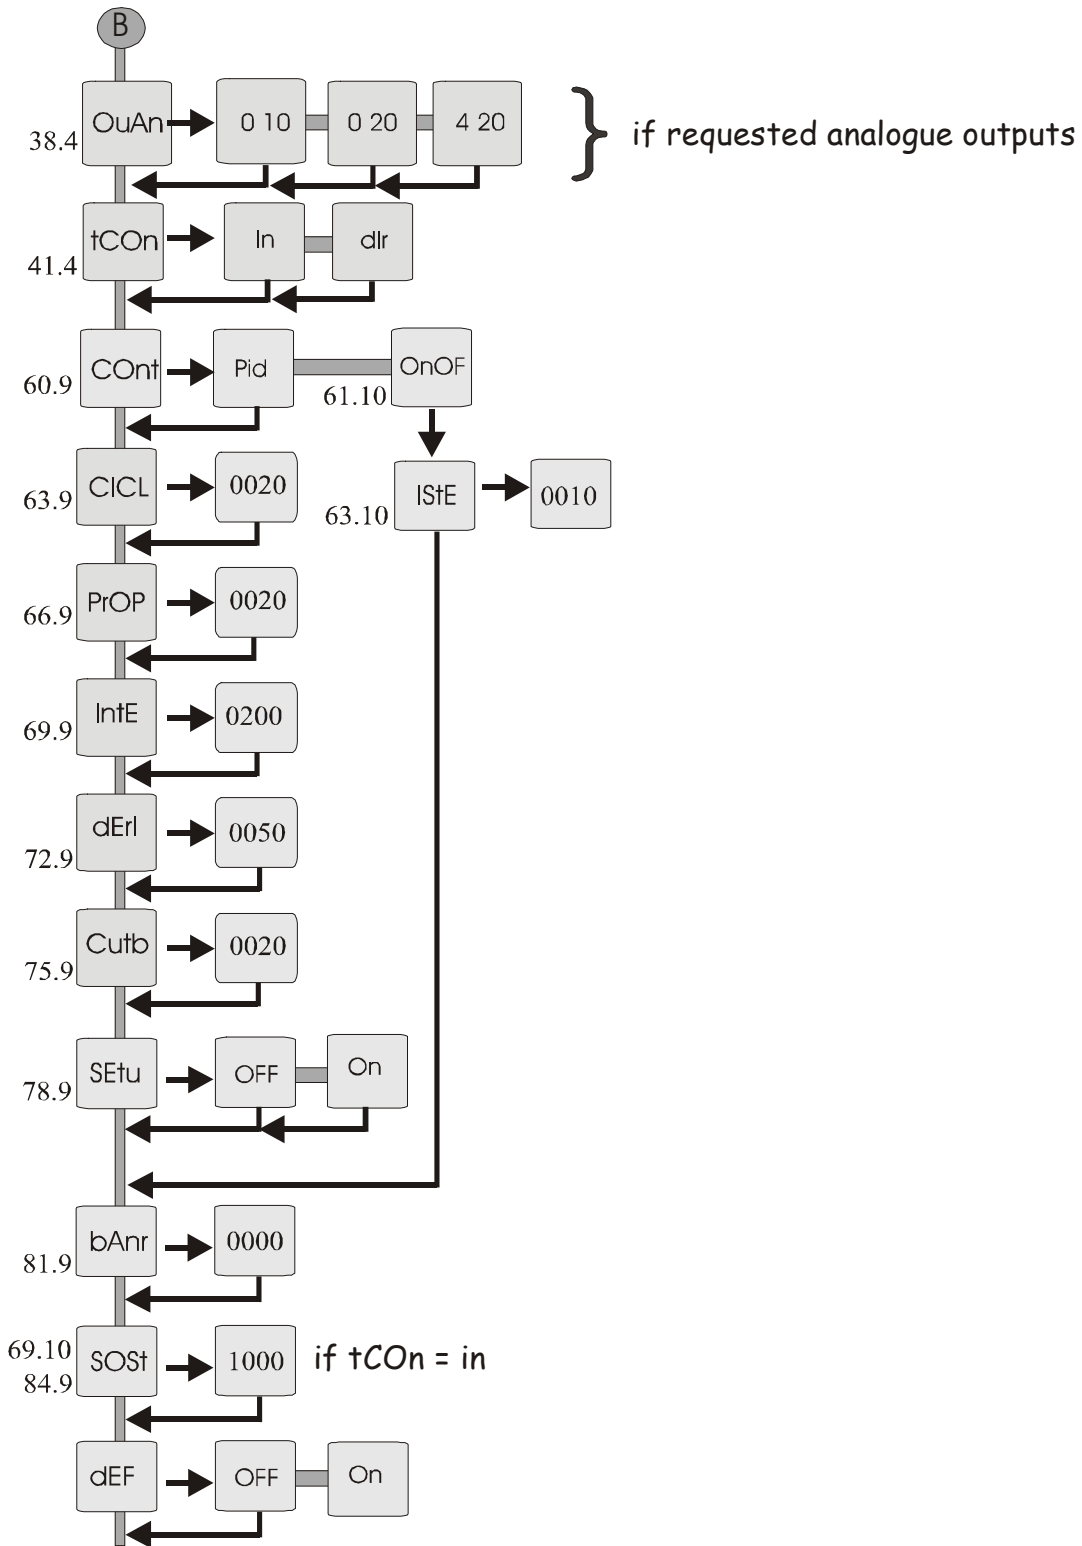 B
OuAn 0 10 0 20 4 20 if requested analogue outputs
38.4
tCOn In dIr
41.4
COnt Pid OnOF
60.9 61.10
CICL 0020 IStE 0010
63.9 63.10
PrOP 0020
66.9
IntE 0200
69.9
dErI 0050
72.9
Cutb 0020
75.9
SEtu OFF On
78.9
bAnr 0000
81.9
69.10
SOSt 1000 if tCOn = in
84.9
dEF OFF On